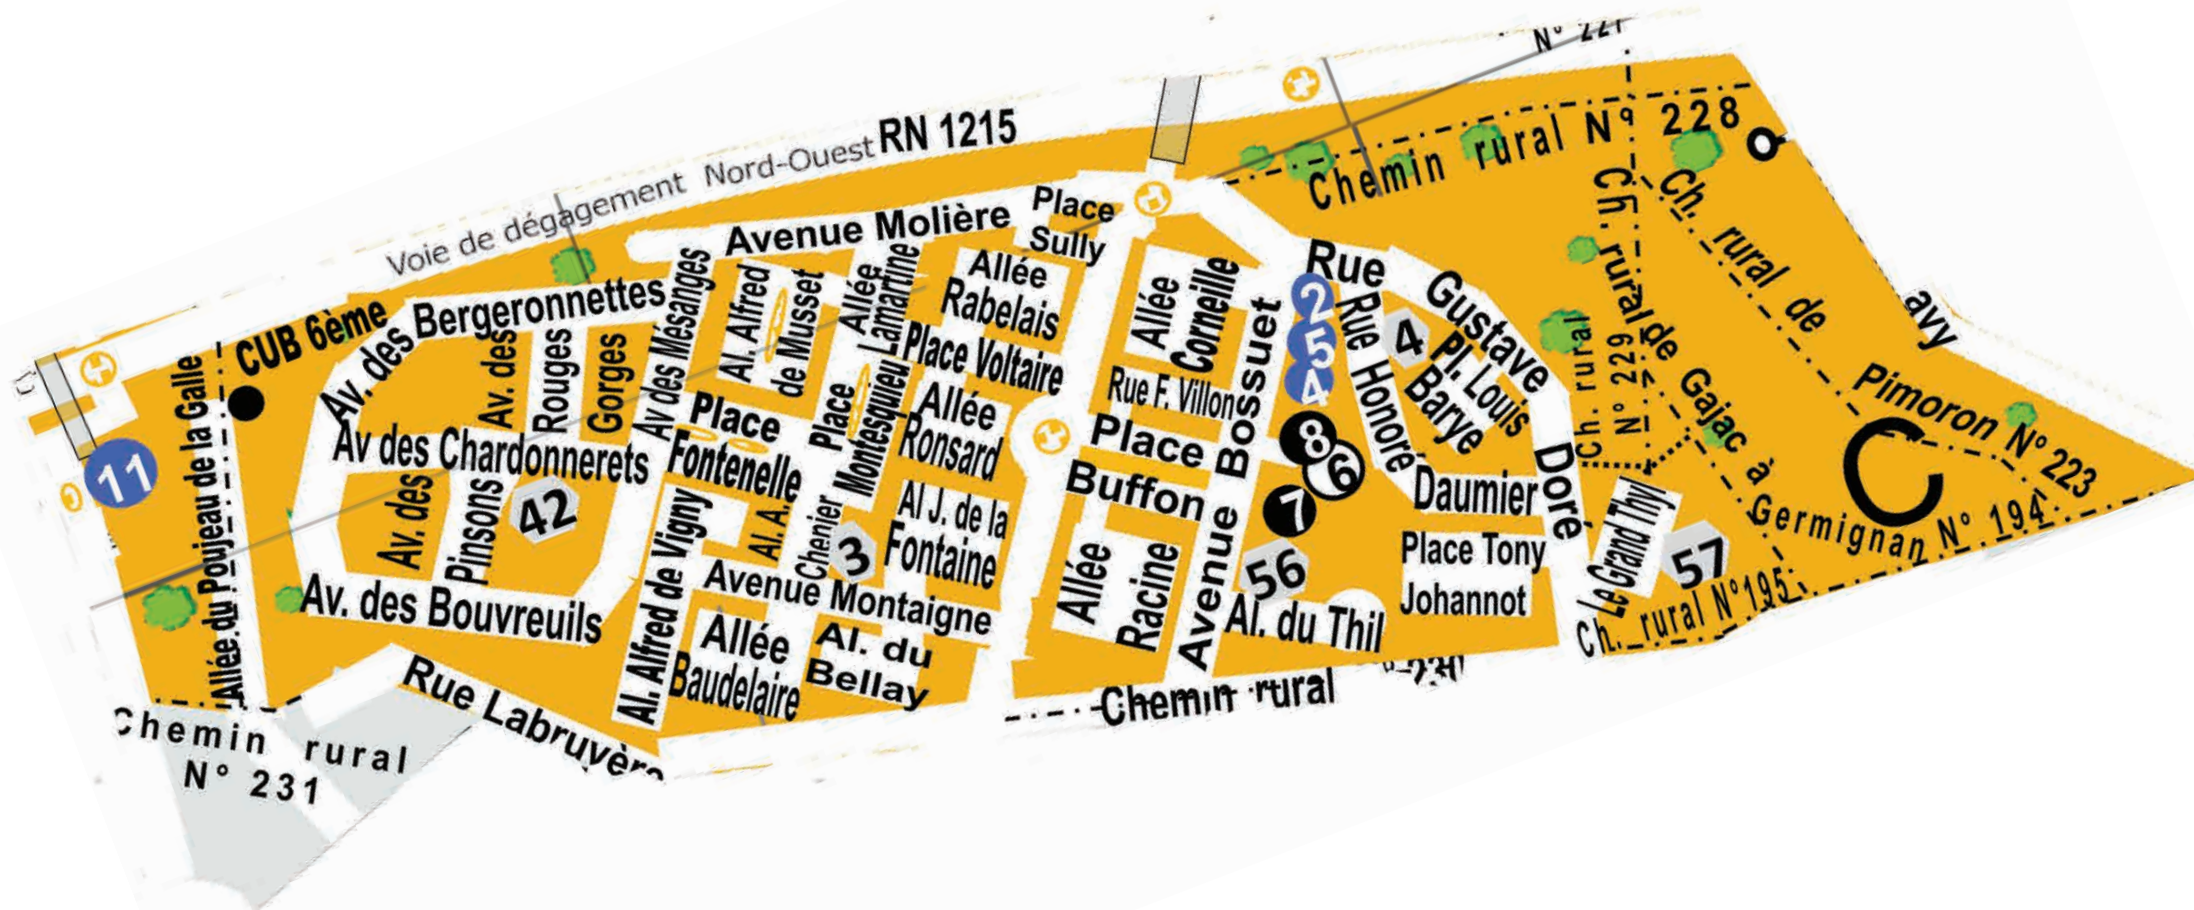 N° 221
Voie de dégagement Nord-Ouest RN 1215
Chemin rural N° 228
CUB 6ème
11
Allée du Poujeau de la Galle
Av. des Bergeronnettes
Av. des
Rouges
Gorges
Av des Mésanges
Av des Chardonnerets
Av. des
Pinsons
42
Av. des Bouvreuils
Chemin rural
N° 231
Rue Labruyère
Avenue Molière
Place
Sully
Al. Alfred
de Musset
Allée
Lamartine
Allée
Rabelais
Place Voltaire
Place
Montesquieu
Place
Fontenelle
Allée
Ronsard
Al. Alfred de Vigny
Al. A.
Chemier
3
Al J. de la
Fontaine
Avenue Montaigne
Allée
Baudelaire
Al. du
Bellay
Allée
Corneille
Rue F. Villon
Place
Buffon
Allée
Racine
Avenue Bossuet
2
5
4
8
6
7
56
Al. du Thil
Chemin rural
Rue Gustave Doré
Rue Honoré
Daumier
4
Pl. Louis
Barye
Place Tony
Johannot
Ch. rural
N° 229
Ch. rural de Gajac à
Germignan N° 194
Ch. rural de
Pimoron N° 223
avy
C
Le Grand Thyl
57
Ch. rural N°195